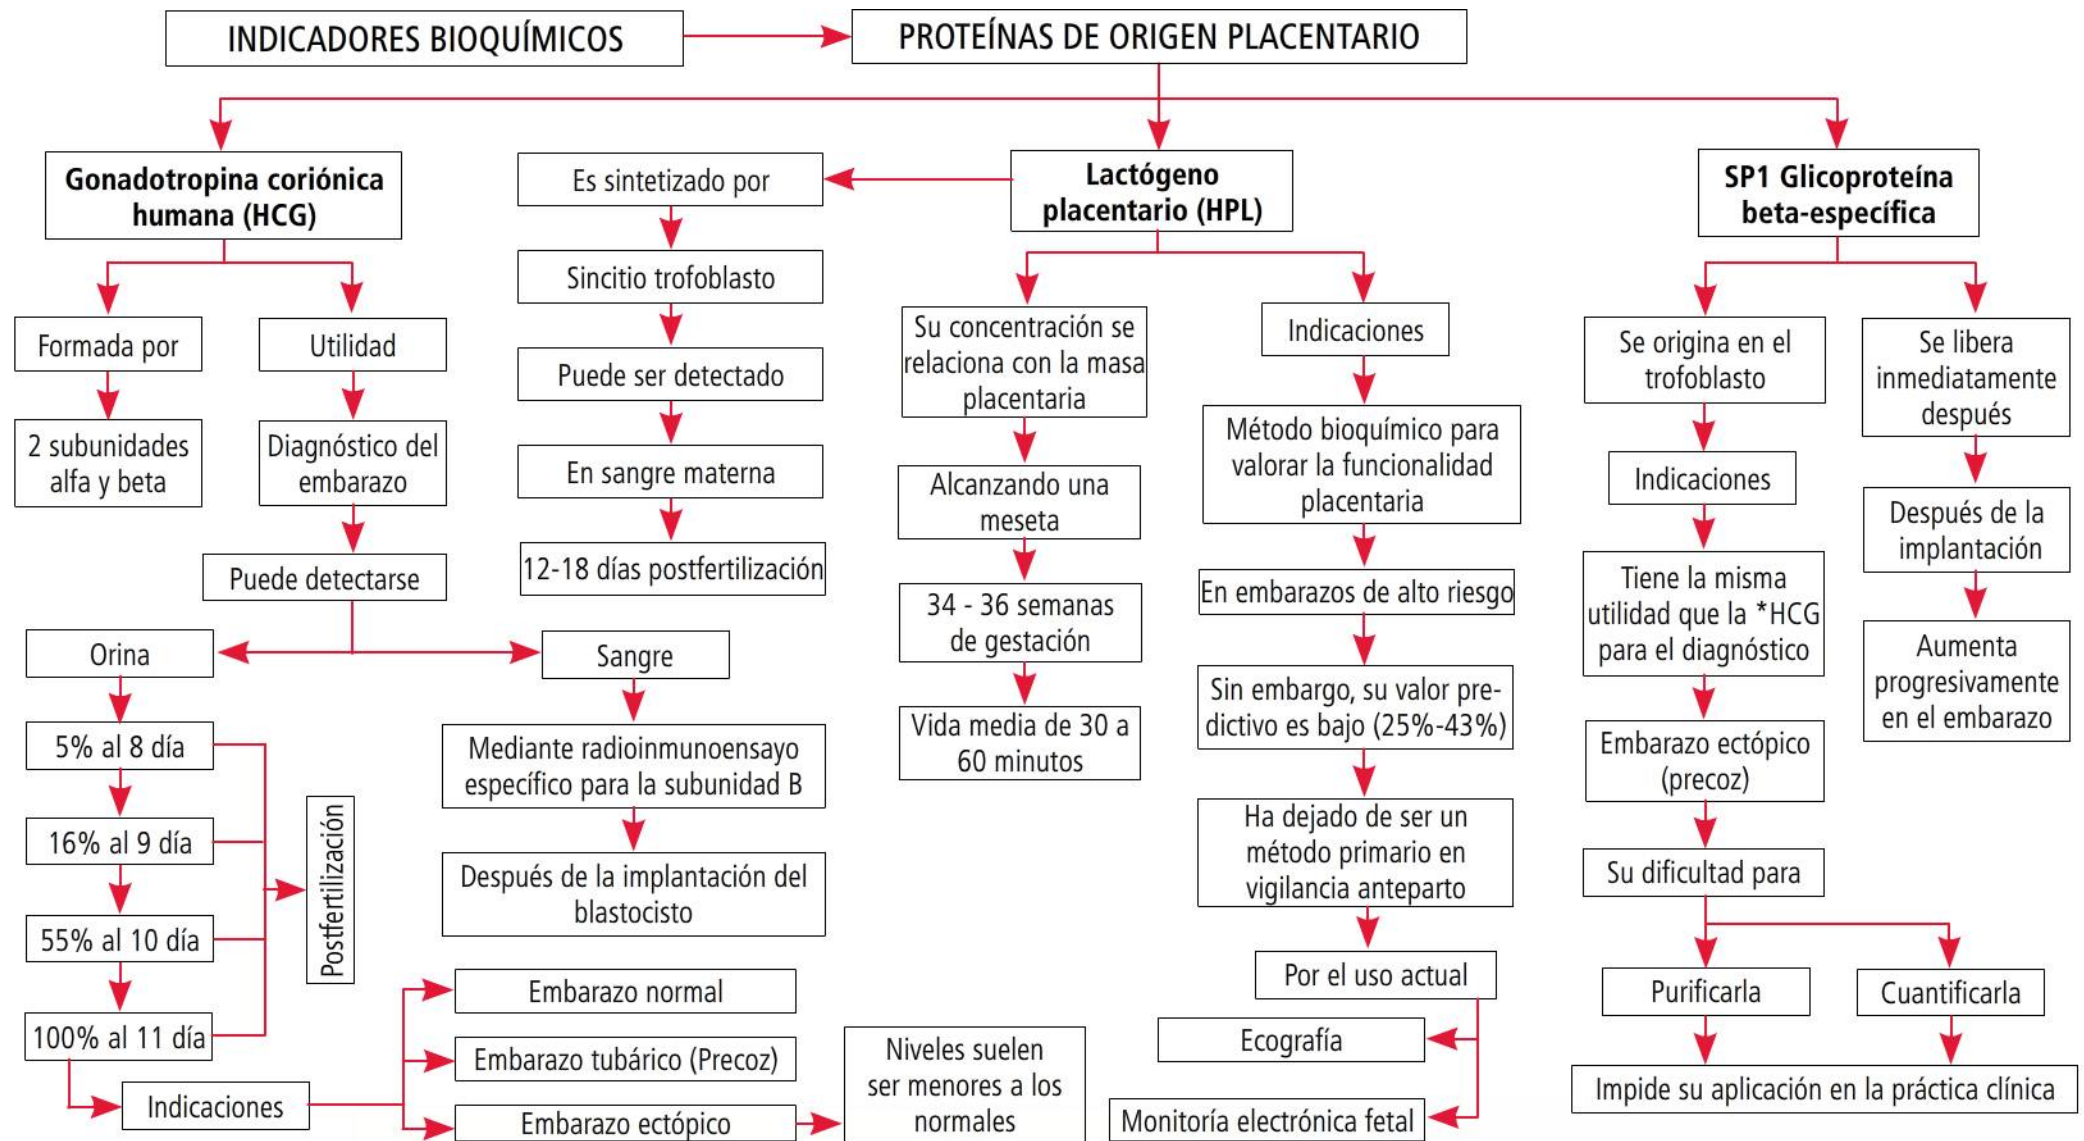 INDICADORES BIOQUÍMICOS
PROTEÍNAS DE ORIGEN PLACENTARIO
Gonadotropina coriónica
humana (HCG)
Formada por
2 subunidades
alfa y beta
Utilidad
Diagnóstico del
embarazo
Puede detectarse
Orina
5% al 8 día
16% al 9 día
55% al 10 día
100% al 11 día
Postfertilización
Sangre
Mediante radioinmunoensayo
específico para la subunidad B
Después de la implantación del
blastocisto
Indicaciones
Embarazo normal
Embarazo tubárico (Precoz)
Embarazo ectópico
Niveles suelen
ser menores a los
normales
Lactógeno
placentario (HPL)
Es sintetizado por
Sincitio trofoblasto
Puede ser detectado
En sangre materna
12-18 días postfertilización
Su concentración se
relaciona con la masa
placentaria
Alcanzando una
meseta
34 - 36 semanas
de gestación
Vida media de 30 a
60 minutos
Indicaciones
Método bioquímico para
valorar la funcionalidad
placentaria
En embarazos de alto riesgo
Sin embargo, su valor pre-
dictivo es bajo (25%-43%)
Ha dejado de ser un
método primario en
vigilancia anteparto
Por el uso actual
Ecografía
Monitoría electrónica fetal
SP1 Glicoproteína
beta-específica
Se origina en el
trofoblasto
Indicaciones
Tiene la misma
utilidad que la *HCG
para el diagnóstico
Embarazo ectópico
(precoz)
Su dificultad para
Purificarla
Cuantificarla
Impide su aplicación en la práctica clínica
Se libera
inmediatamente
después
Después de la
implantación
Aumenta
progresivamente
en el embarazo